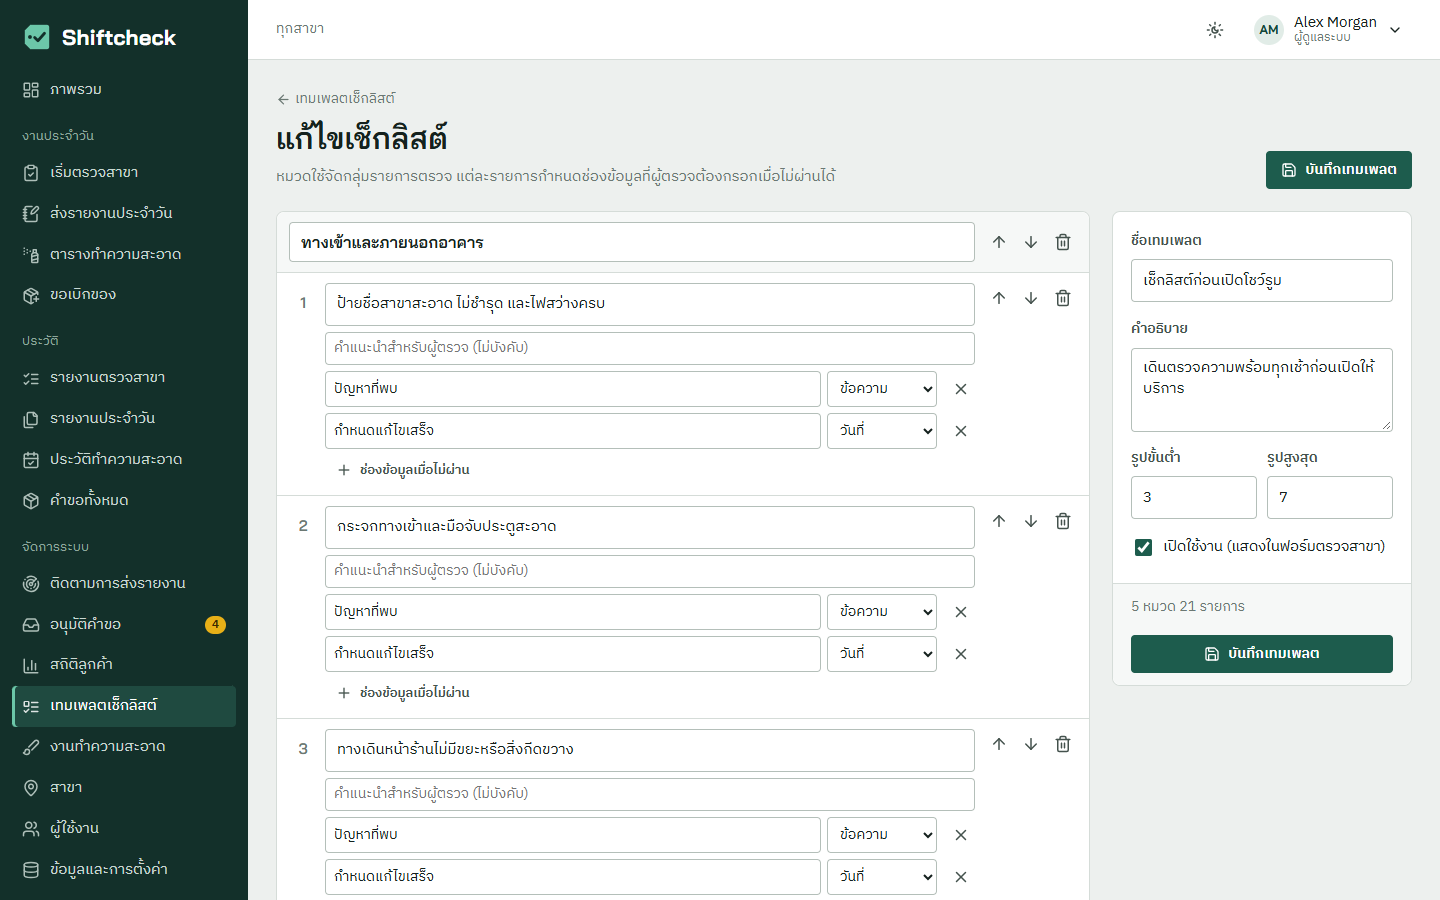 Shiftcheck
ภาพรวม
งานประจำวัน
เริ่มตรวจสาขา
ส่งรายงานประจำวัน
ตารางทำความสะอาด
ขอเบิกของ
ประวัติ
รายงานตรวจสาขา
รายงานประจำวัน
ประวัติทำความสะอาด
คำขอทั้งหมด
จัดการระบบ
ติดตามการส่งรายงาน
อนุมัติคำขอ 4
สถิติลูกค้า
เทมเพลตเช็กลิสต์
งานทำความสะอาด
สาขา
ผู้ใช้งาน
ข้อมูลและการตั้งค่า
ทุกสาขา
AM Alex Morgan
ผู้ดูแลระบบ
เทมเพลตเช็กลิสต์
แก้ไขเช็กลิสต์
หมวดใช้จัดกลุ่มรายการตรวจ แต่ละรายการกำหนดช่องข้อมูลที่ผู้ตรวจต้องกรอกเมื่อไม่ผ่านได้
บันทึกเทมเพลต
ทางเข้าและภายนอกอาคาร
1 ป้ายชื่อสาขาสะอาด ไม่ชำรุด และไฟสว่างครบ
คำแนะนำสำหรับผู้ตรวจ (ไม่บังคับ)
ปัญหาที่พบ ข้อความ
กำหนดแก้ไขเสร็จ วันที่
ช่องข้อมูลเมื่อไม่ผ่าน
2 กระจกทางเข้าและมือจับประตูสะอาด
คำแนะนำสำหรับผู้ตรวจ (ไม่บังคับ)
ปัญหาที่พบ ข้อความ
กำหนดแก้ไขเสร็จ วันที่
ช่องข้อมูลเมื่อไม่ผ่าน
3 ทางเดินหน้าร้านไม่มีขยะหรือสิ่งกีดขวาง
คำแนะนำสำหรับผู้ตรวจ (ไม่บังคับ)
ปัญหาที่พบ ข้อความ
กำหนดแก้ไขเสร็จ วันที่
ชื่อเทมเพลต
เช็กลิสต์ก่อนเปิดโชว์รูม
คำอธิบาย
เดินตรวจความพร้อมทุกเช้าก่อนเปิดให้
บริการ
รูปขั้นต่ำ รูปสูงสุด
3 7
เปิดใช้งาน (แสดงในฟอร์มตรวจสาขา)
5 หมวด 21 รายการ
บันทึกเทมเพลต